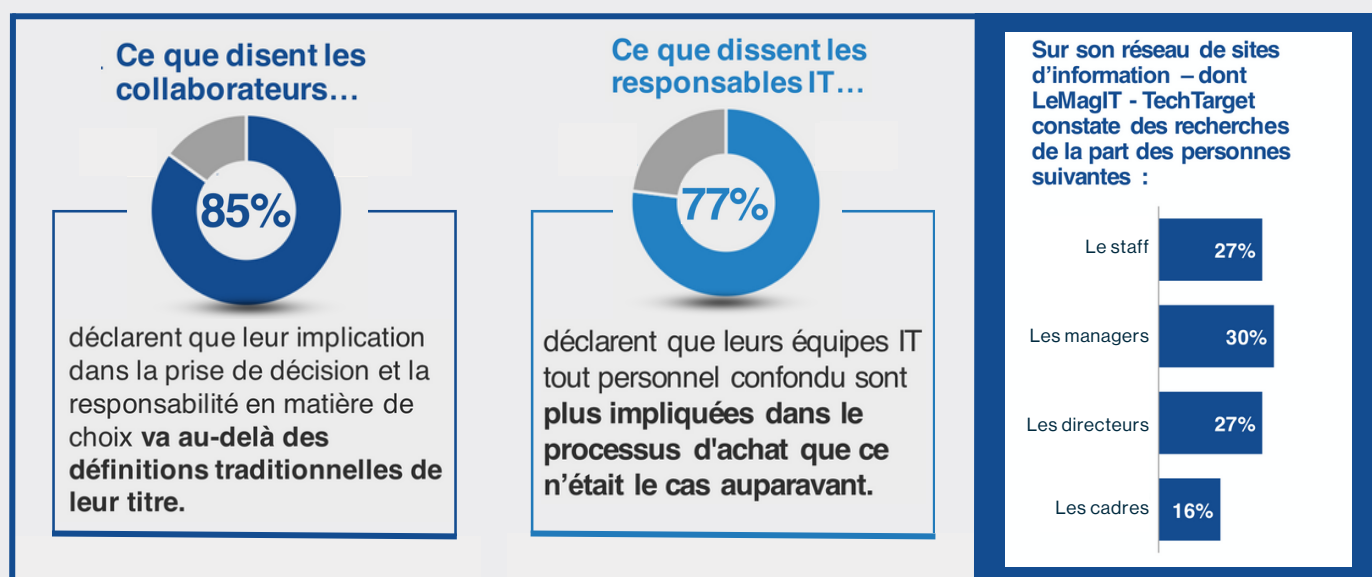 Ce que disent les
collaborateurs...
85%
déclarent que leur implication
dans la prise de décision et la
responsabilité en matière de
choix va au-delà des
définitions traditionnelles de
leur titre.
Ce que dissent les
responsables IT...
77%
déclarent que leurs équipes IT
tout personnel confondu sont
plus impliquées dans le
processus d'achat que ce
n’était le cas auparavant.
Sur son réseau de sites
d’information – dont
LeMagIT - TechTarget
constate des recherches
de la part des personnes
suivantes :
Le staff 27%
Les managers 30%
Les directeurs 27%
Les cadres 16%